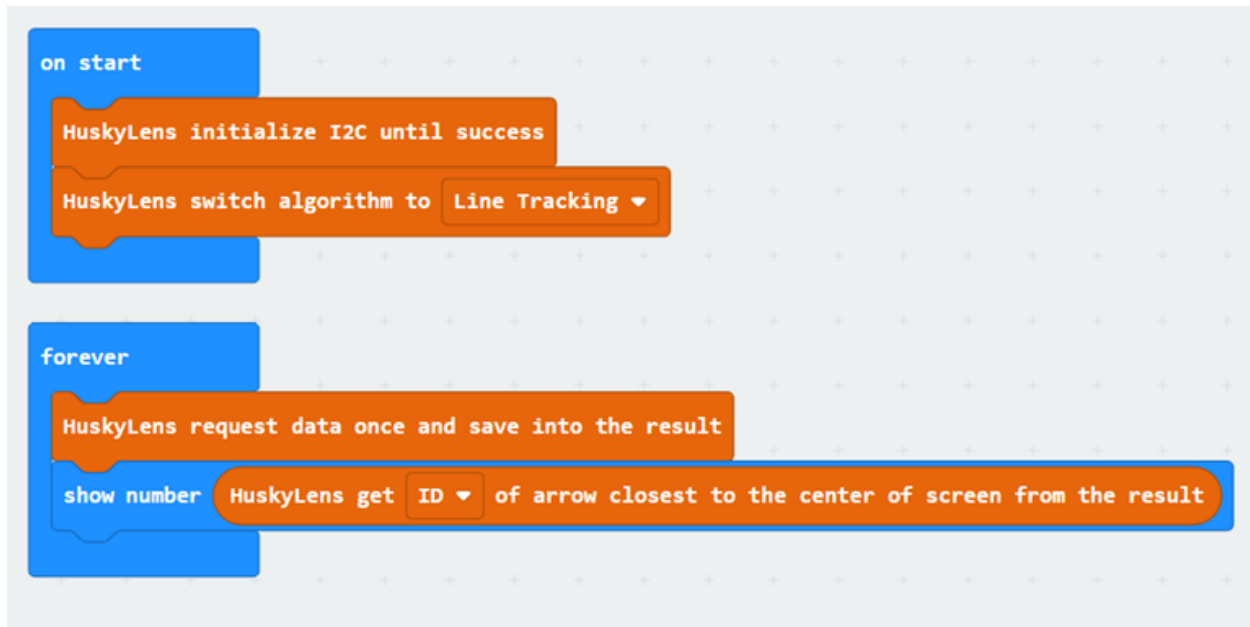 on start
HuskyLens initialize I2C until success
HuskyLens switch algorithm to Line Tracking
forever
HuskyLens request data once and save into the result
show number HuskyLens get ID of arrow closest to the center of screen from the result